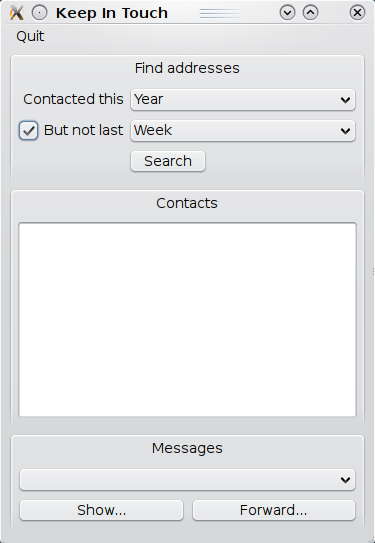 Keep In Touch
Quit
Find addresses
Contacted this Year
But not last Week
Search
Contacts
Messages
Show... Forward...